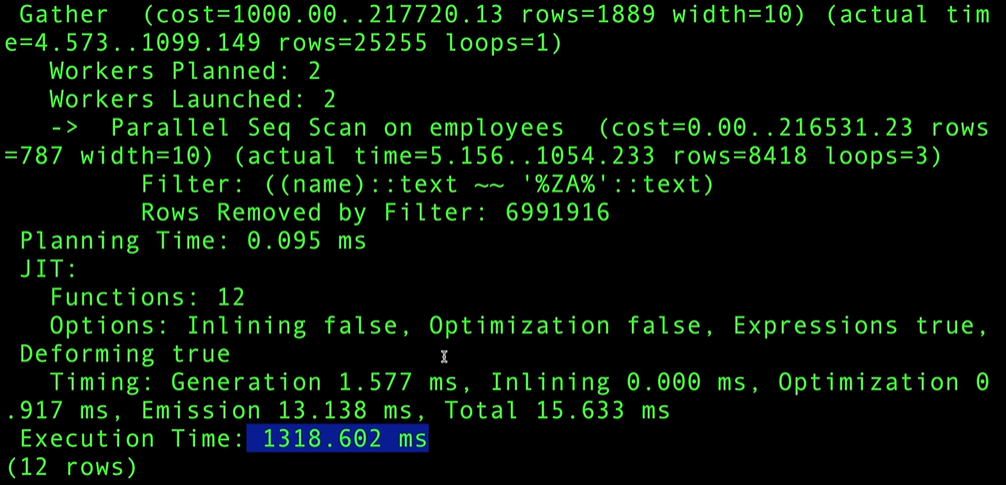 Gather  (cost=1000.00..217720.13 rows=1889 width=10) (actual tim
e=4.573..1099.149 rows=25255 loops=1)
Workers Planned: 2
Workers Launched: 2
->  Parallel Seq Scan on employees  (cost=0.00..216531.23 rows
=787 width=10) (actual time=5.156..1054.233 rows=8418 loops=3)
Filter: ((name)::text ~~ '%ZA%'::text)
Rows Removed by Filter: 6991916
Planning Time: 0.095 ms
JIT:
Functions: 12
Options: Inlining false, Optimization false, Expressions true,
Deforming true
Timing: Generation 1.577 ms, Inlining 0.000 ms, Optimization 0
.917 ms, Emission 13.138 ms, Total 15.633 ms
Execution Time: 1318.602 ms
(12 rows)